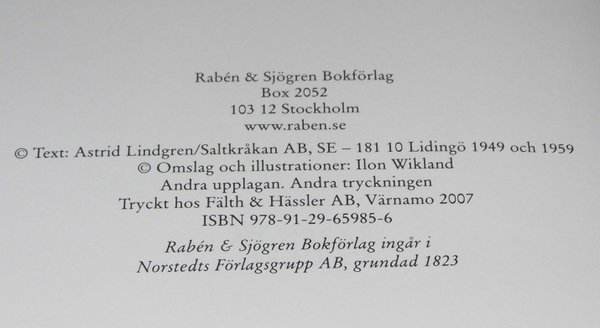 Rabén & Sjögren Bokförlag
Box 2052
103 12 Stockholm
www.raben.se
© Text: Astrid Lindgren/Saltkråkan AB, SE – 181 10 Lidingö 1949 och 1959
© Omslag och illustrationer: Ilon Wikland
Andra upplagan. Andra tryckningen
Tryckt hos Fälth & Hässler AB, Värnamo 2007
ISBN 978-91-29-65985-6
Rabén & Sjögren Bokförlag ingår i
Norstedts Förlagsgrupp AB, grundad 1823